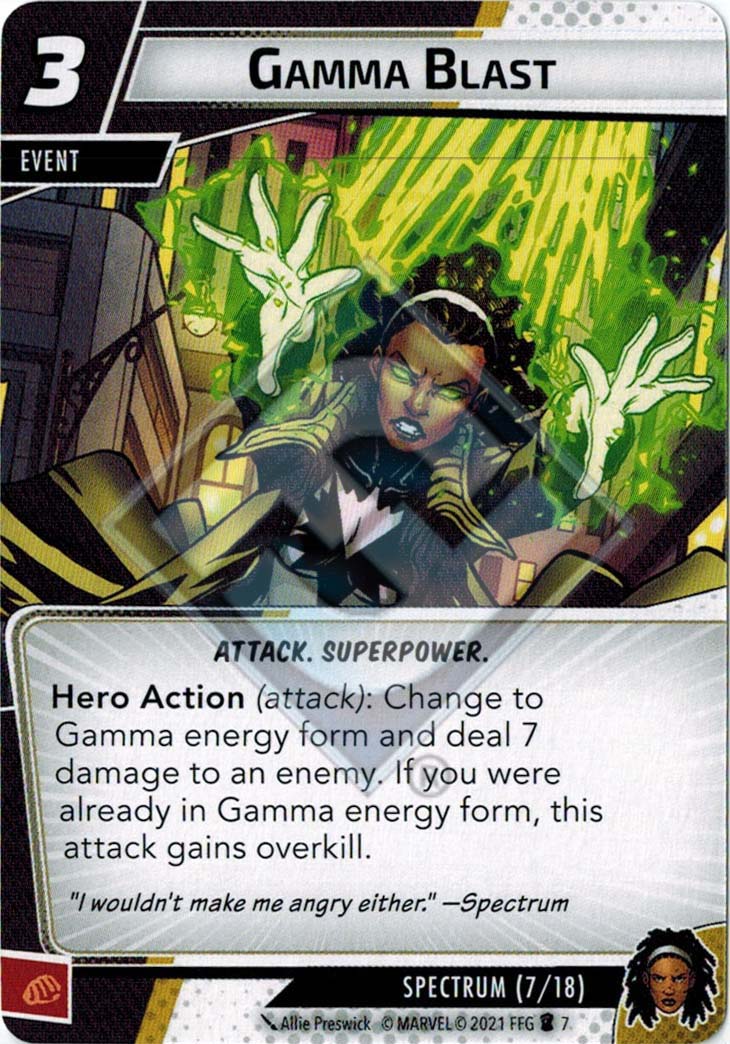 3
GAMMA BLAST
EVENT
ATTACK. SUPERPOWER.
Hero Action (attack): Change to
Gamma energy form and deal 7
damage to an enemy. If you were
already in Gamma energy form, this
attack gains overkill.
"I wouldn't make me angry either." —Spectrum
SPECTRUM (7/18)
Allie Preswick © MARVEL © 2021 FFG 7